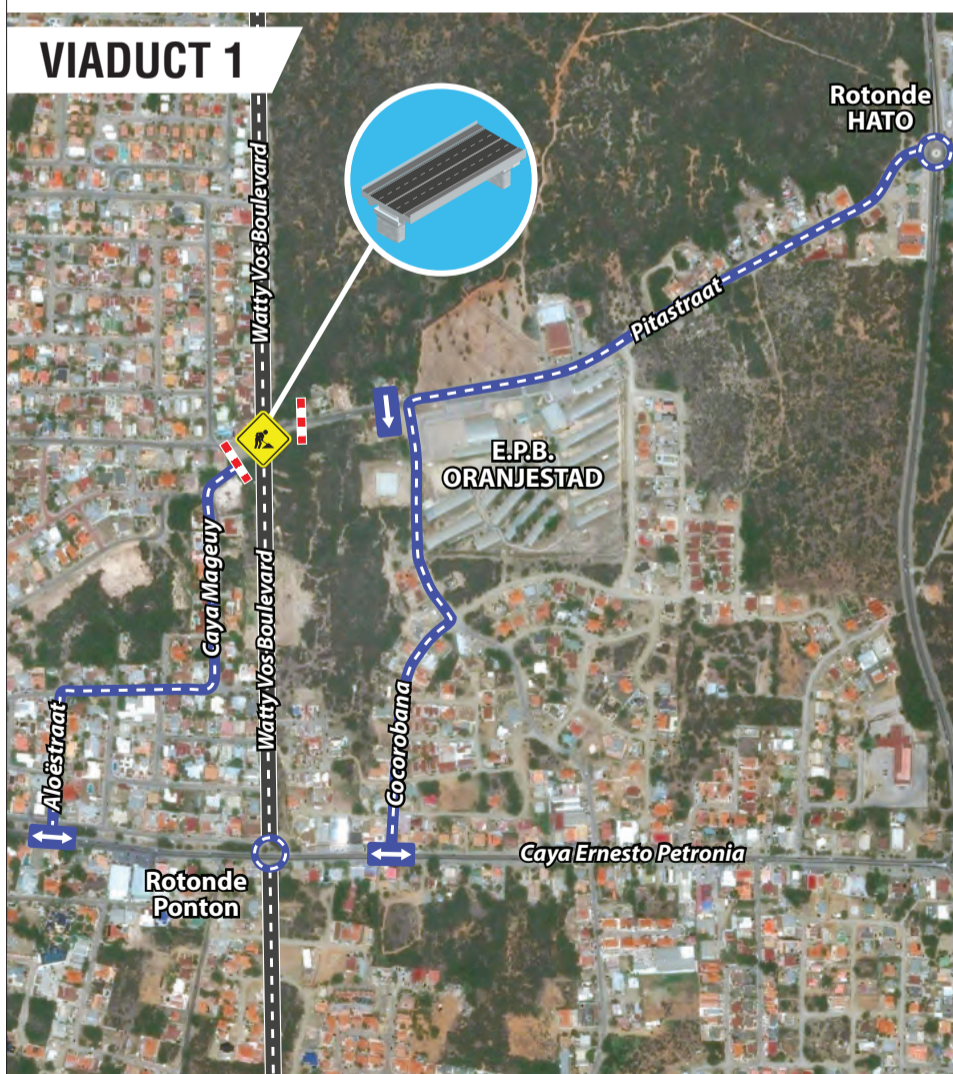 VIADUCT 1
Rotonde
HATO
Watty Vos Boulevard
Pitastraat
E.P.B.
ORANJESTAD
Caya Mageuy
Watty Vos Boulevard
Cocorobana
Aloëstraat
Caya Ernesto Petronia
Rotonde
Ponton